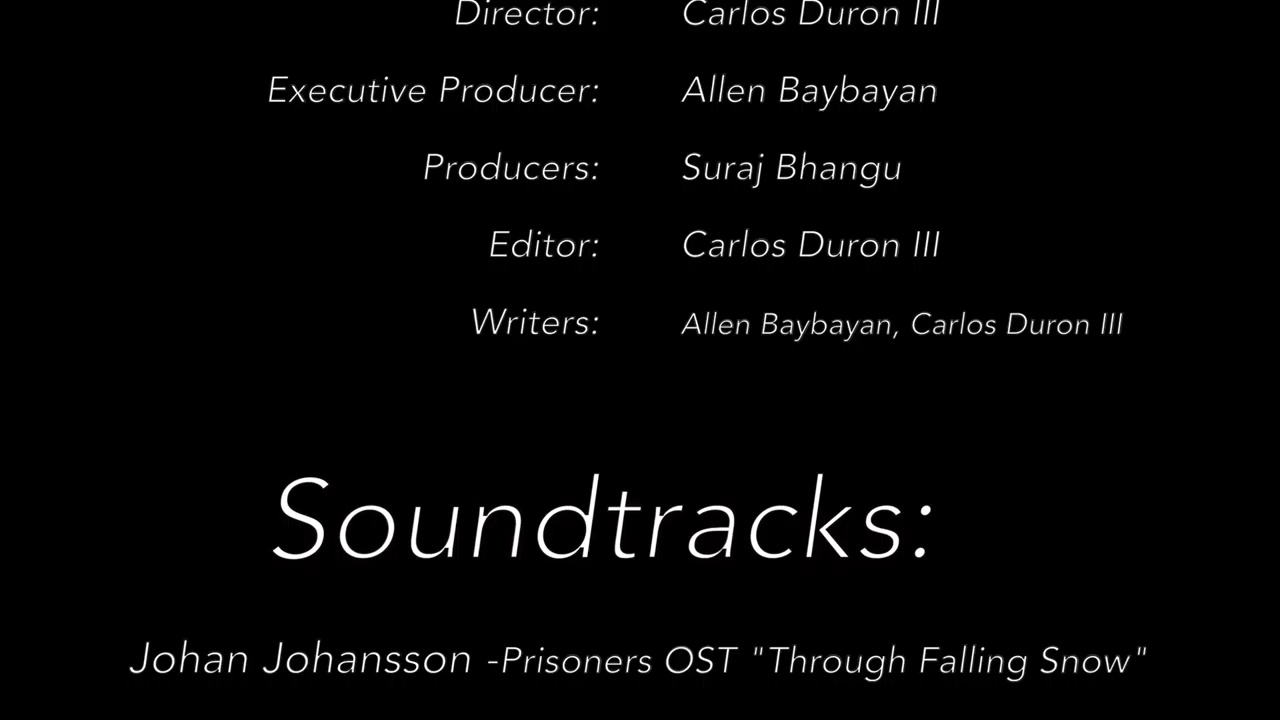 Director: Carlos Duron III
Executive Producer: Allen Baybayan
Producers: Suraj Bhangu
Editor: Carlos Duron III
Writers: Allen Baybayan, Carlos Duron III
Soundtracks:
Johan Johansson -Prisoners OST "Through Falling Snow"